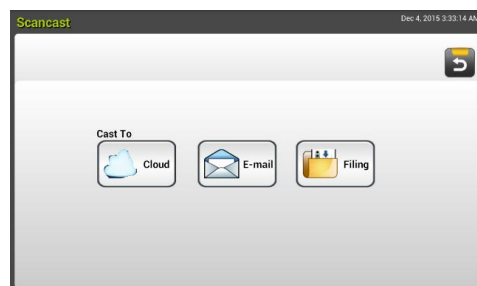 Scancast
Dec 4, 2015 3:33:14 AM
Cast To
Cloud
E-mail
Filing